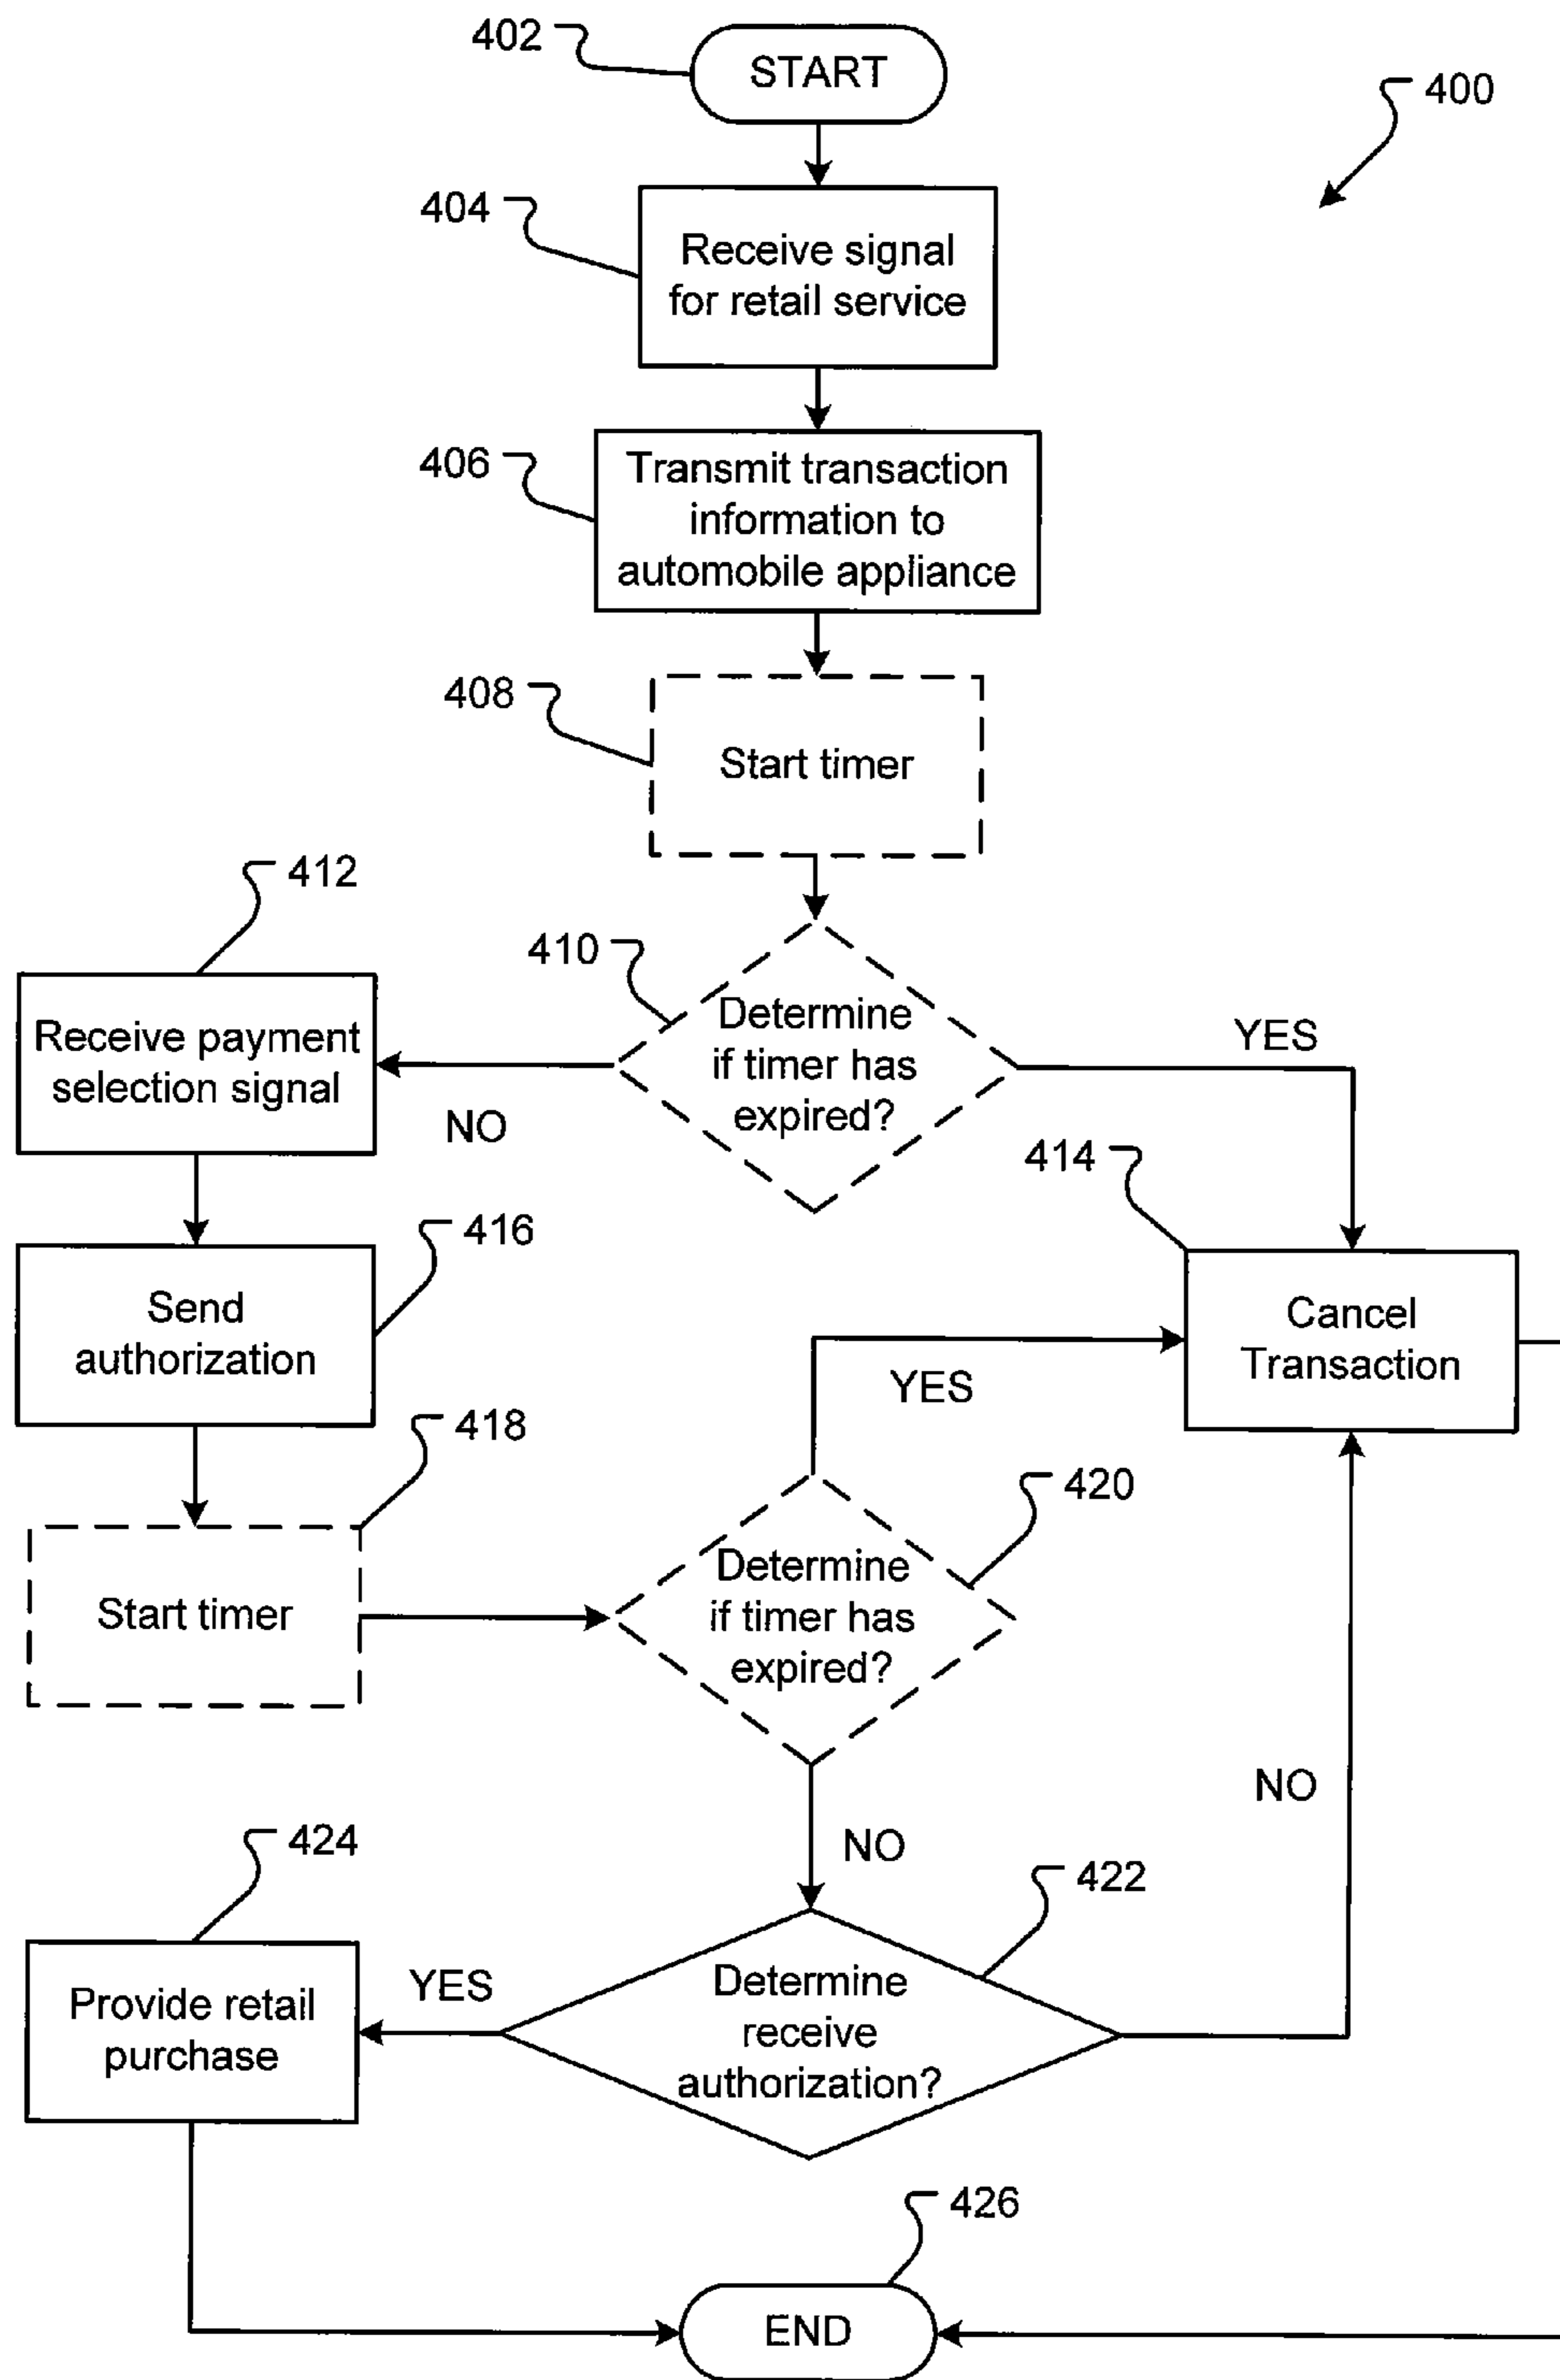 402
START
400
404
Receive signal
for retail service
406
Transmit transaction
information to
automobile appliance
408
Start timer
412
410
Determine
if timer has
expired?
YES
Receive payment
selection signal
NO
414
416
Send
authorization
Cancel
Transaction
YES
418
420
Start timer
Determine
if timer has
expired?
NO
NO
424
422
Provide retail
purchase
YES
Determine
receive
authorization?
426
END